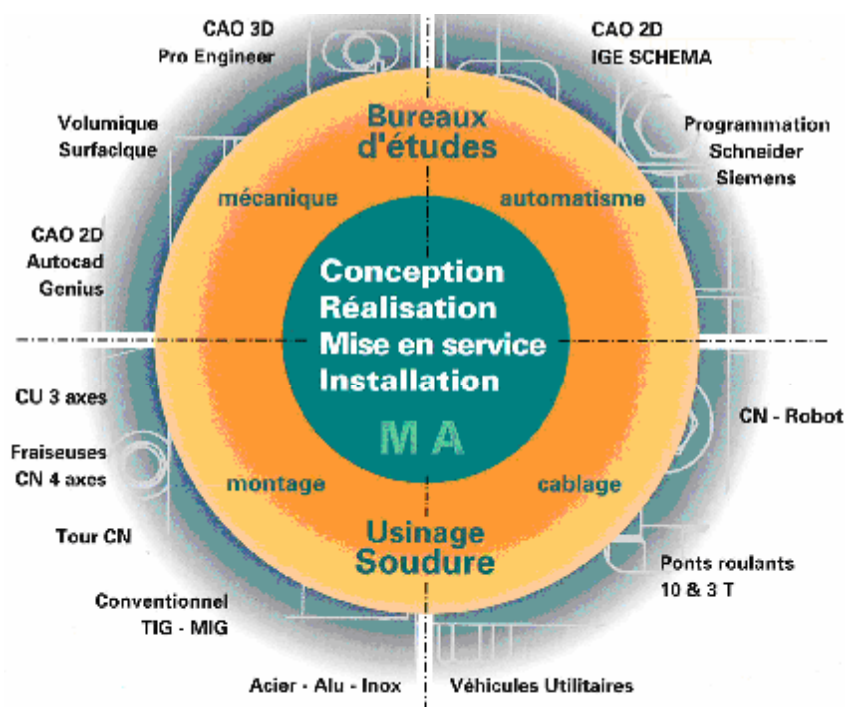 CAO 3D
Pro Engineer
CAO 2D
IGE SCHEMA
Volumique
Surfacique
Programmation
Schneider
Siemens
CAO 2D
Autocad
Genius
Bureaux
d'études
mécanique
automatisme
Conception
Réalisation
Mise en service
Installation
M A
CU 3 axes
Fraiseuses
CN 4 axes
Tour CN
Conventionnel
TIG - MIG
CN - Robot
montage
cablage
Usinage
Soudure
Ponts roulants
10 & 3 T
Acier - Alu - Inox
Véhicules Utilitaires